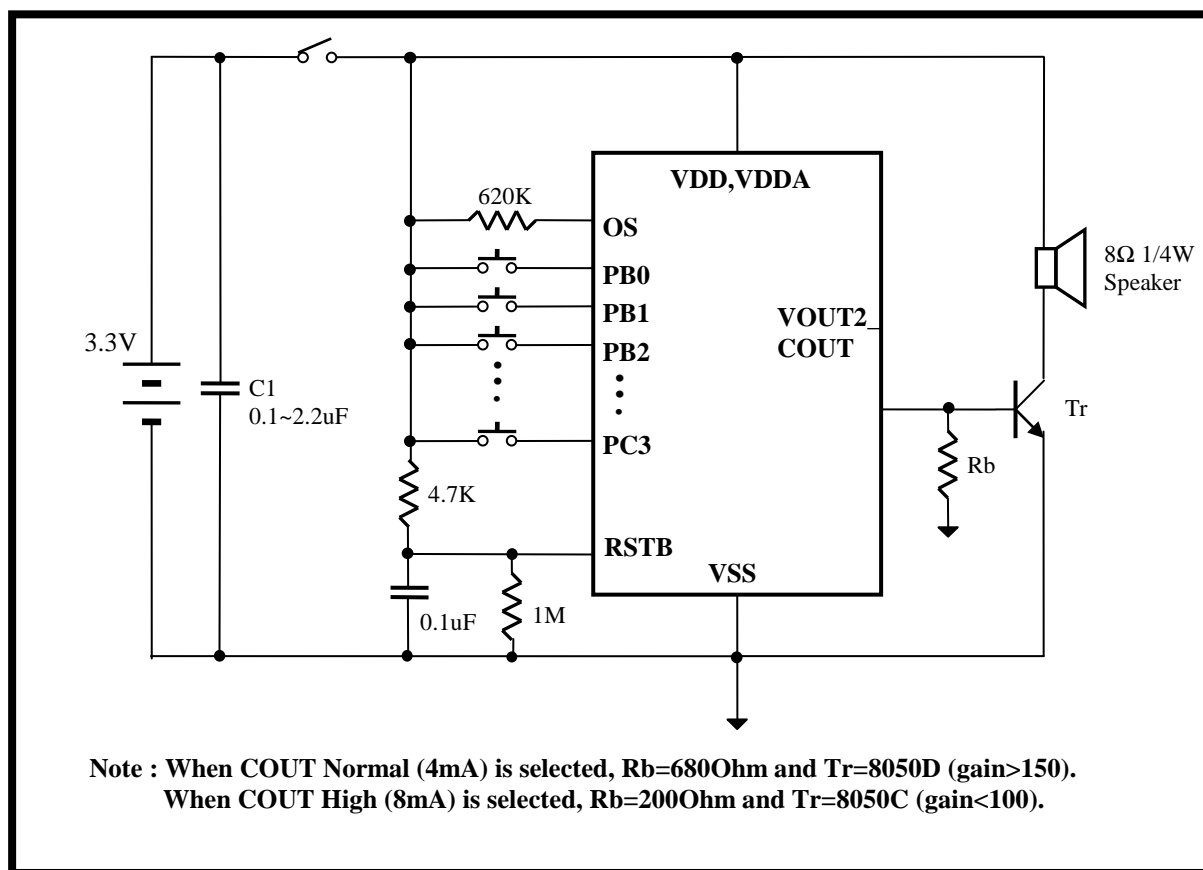 VDD,VDDA
620K
OS
PB0
8Ω 1/4W
Speaker
PB1
VOUT2_
COUT
3.3V
PB2
C1
0.1~2.2uF
Tr
PC3
Rb
4.7K
RSTB
VSS
0.1uF
1M
Note : When COUT Normal (4mA) is selected, Rb=680Ohm and Tr=8050D (gain>150).
When COUT High (8mA) is selected, Rb=200Ohm and Tr=8050C (gain<100).